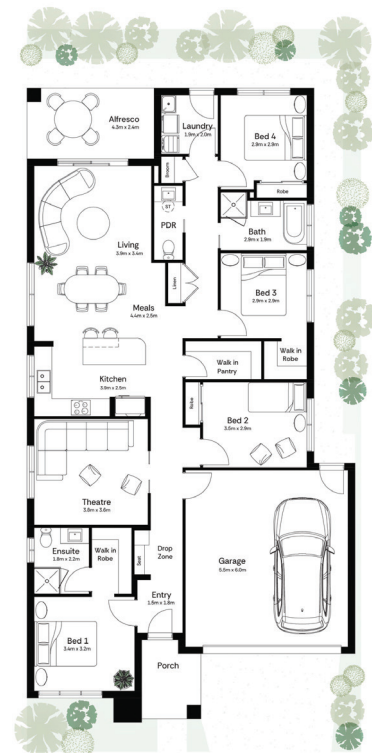 Alfresco
4.3m x 2.4m
Laundry
1.9m x 2.0m
Bed 4
2.9m x 2.9m
Broom
Robe
ST
PDR
Bath
2.9m x 1.9m
Living
3.9m x 3.4m
Linen
Bed 3
2.9m x 2.9m
Meals
4.4m x 2.5m
Walk in
Pantry
Walk in
Robe
Kitchen
3.9m x 2.5m
Robe
Bed 2
3.5m x 2.9m
Theatre
3.8m x 3.6m
Ensuite
1.8m x 2.2m
Walk in
Robe
Seat
Drop
Zone
Garage
5.5m x 6.0m
Entry
1.5m x 1.8m
Bed 1
3.4m x 3.2m
Porch